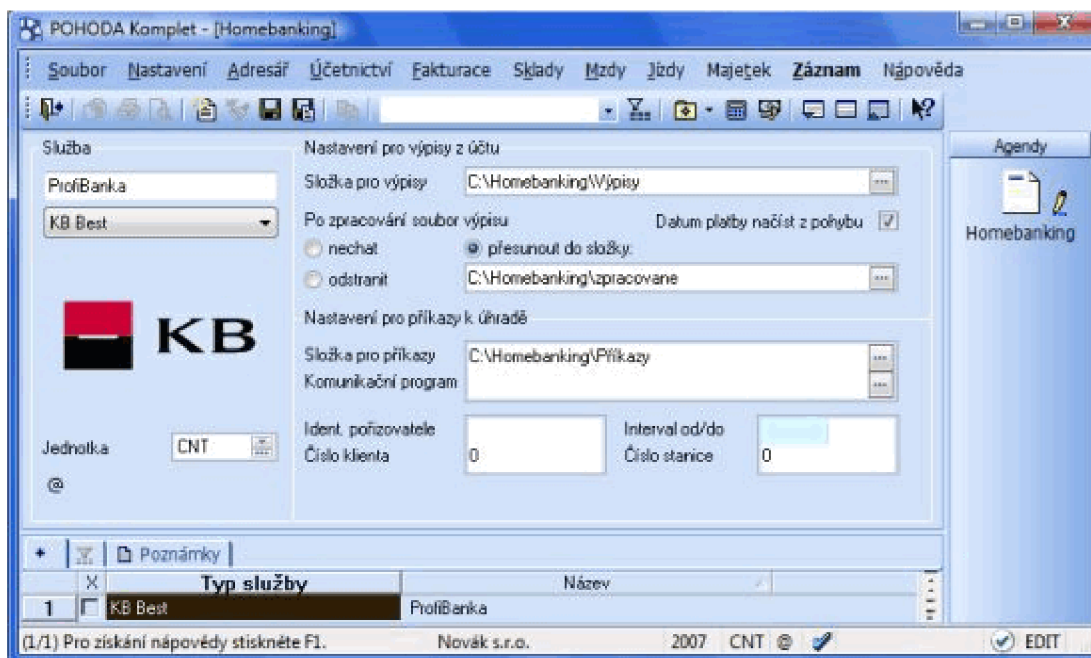 POHODA Komplet - [Homebanking]
Soubor Nastavení Adresář Účetnictví Fakturace Sklady Mzdy Jízdy Majetek Záznam Nápověda
Služba
ProfiBanka
KB Best
KB
Jednotka CNT
@
Nastavení pro výpisy z účtu
Složka pro výpisy C:\Homebanking\Výpisy
Po zpracování soubor výpisu Datum platby načíst z pohybu
nechat přesunout do složky:
odstranit C:\Homebanking\zpracovane
Nastavení pro příkazy k úhradě
Složka pro příkazy C:\Homebanking\Příkazy
Komunikační program
Ident. pořizovatele Interval od/do
Číslo klienta 0 Číslo stanice 0
Agendy
Homebanking
* Poznámky
X Typ služby Název
1 KB Best ProfiBanka
(1/1) Pro získání nápovědy stiskněte F1. Novák s.r.o. 2007 CNT @ EDIT